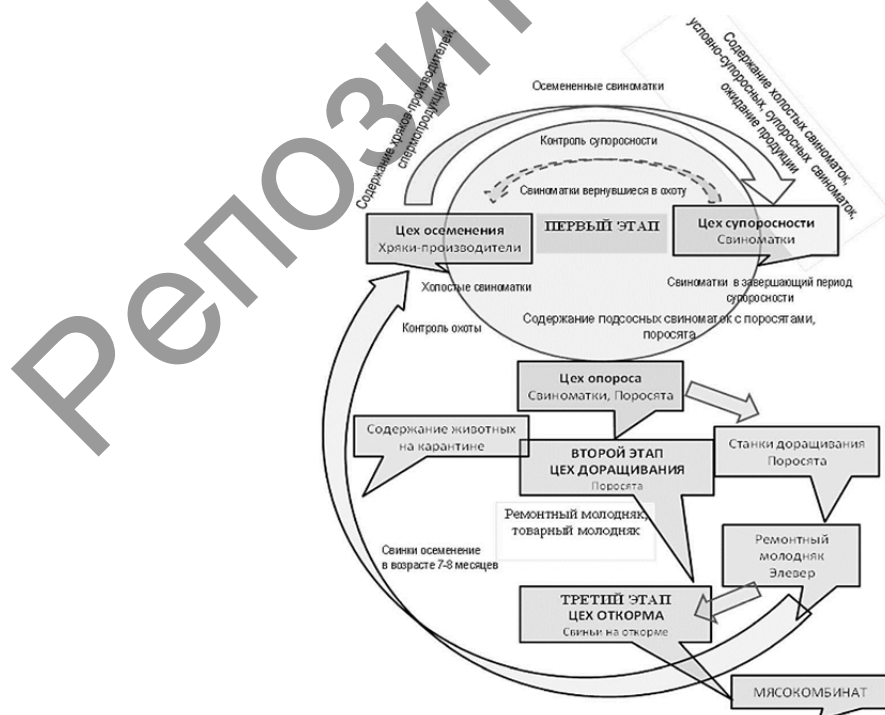 Репозит
Содержание хряков-производителей,
спермопродукция
Осемененные свиноматки
Содержание холостых свиноматок,
условно-супоросных, супоросных свиноматок,
ожидание продукции
Контроль супоросности
Свиноматки вернувшиеся в охоту
Цех осеменения
Хряки-производители
ПЕРВЫЙ ЭТАП
Цех супоросности
Свиноматки
Холостые свиноматки
Свиноматки в завершающий период
супоросности
Контроль охоты
Содержание подсосных свиноматок с поросятами,
поросята
Цех опороса
Свиноматки, Поросята
Содержание животных
на карантине
ВТОРОЙ ЭТАП
ЦЕХ ДОРАЩИВАНИЯ
Поросята
Станки доращивания
Поросята
Ремонтный молодняк,
товарный молодняк
Ремонтный
молодняк
Элевер
Свинки осеменение
в возрасте 7-8 месяцев
ТРЕТИЙ ЭТАП
ЦЕХ ОТКОРМА
Свиньи на откорме
МЯСОКОМБИНАТ